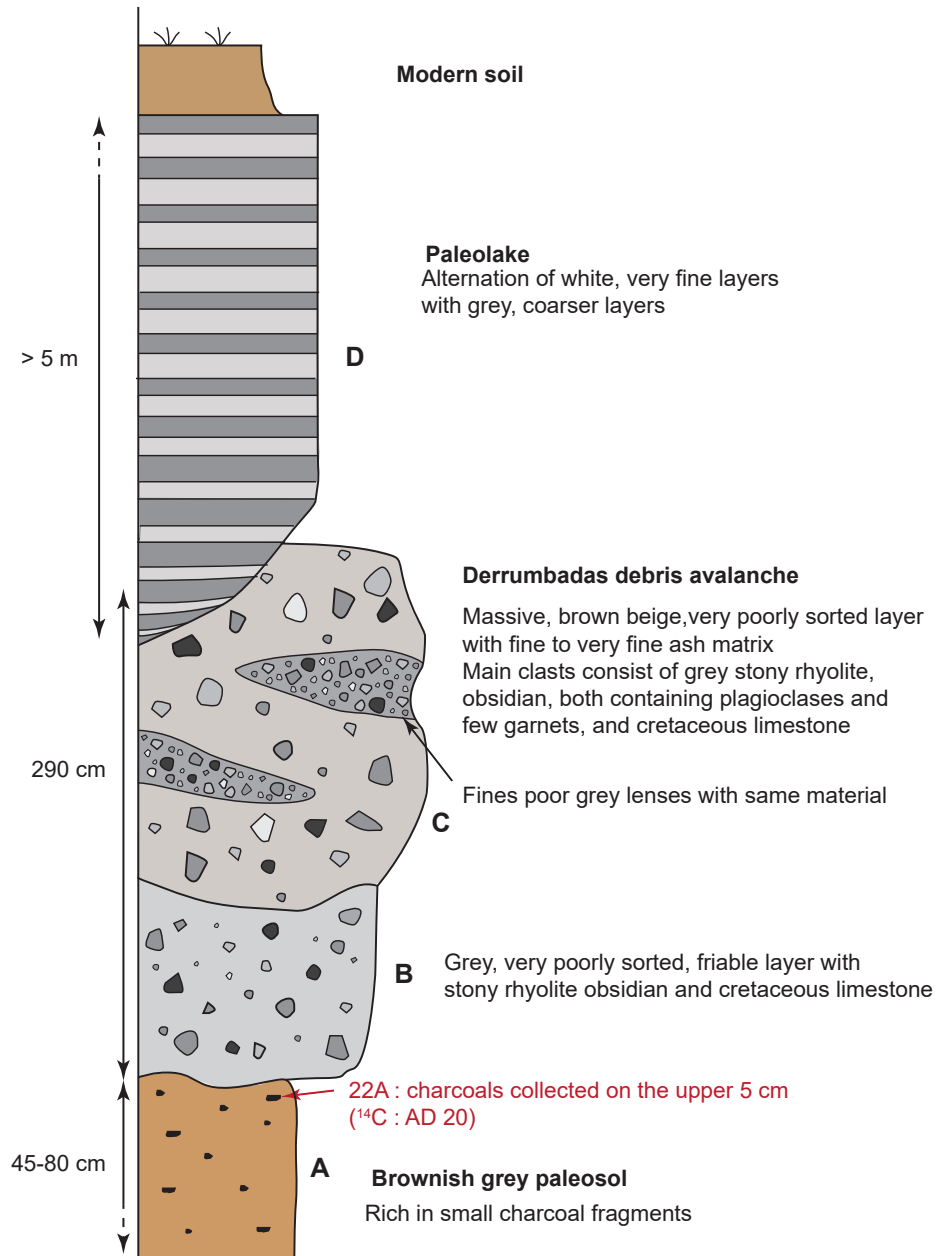 Modern soil
Paleolake
Alternation of white, very fine layers
with grey, coarser layers
> 5 m
D
Derrumbadas debris avalanche
Massive, brown beige,very poorly sorted layer
with fine to very fine ash matrix
Main clasts consist of grey stony rhyolite,
obsidian, both containing plagioclases and
few garnets, and cretaceous limestone
290 cm
Fines poor grey lenses with same material
C
B
Grey, very poorly sorted, friable layer with
stony rhyolite obsidian and cretaceous limestone
22A : charcoals collected on the upper 5 cm
(¹⁴C : AD 20)
45-80 cm
A
Brownish grey paleosol
Rich in small charcoal fragments